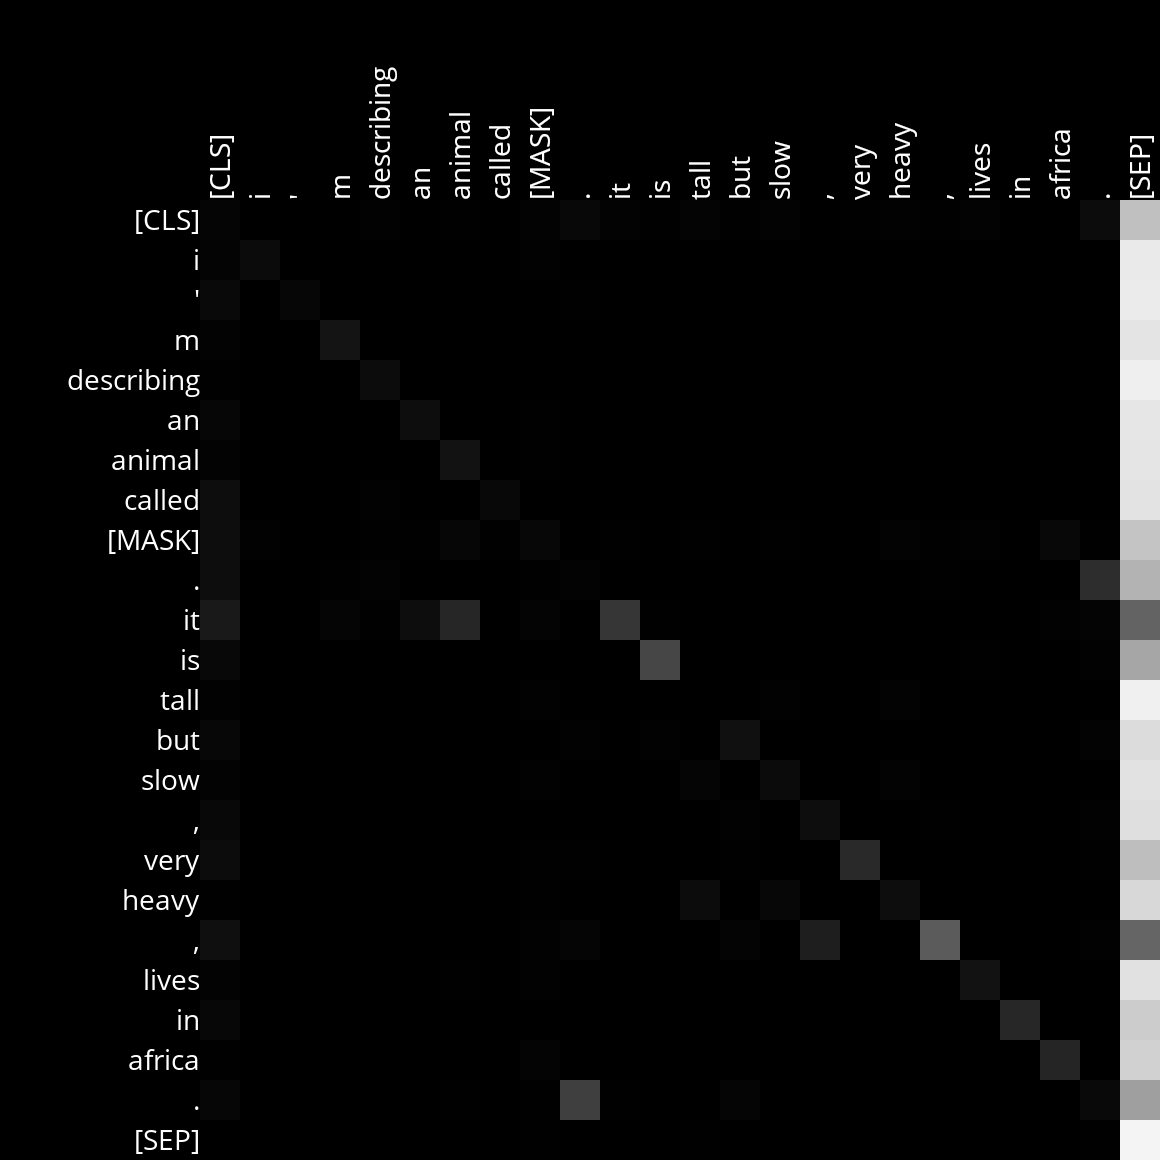 [CLS] i ' m describing an animal called [MASK] . it is tall but slow , very heavy , lives in africa . [SEP]
[CLS]
i
'
m
describing
an
animal
called
[MASK]
.
it
is
tall
but
slow
,
very
heavy
,
lives
in
africa
.
[SEP]